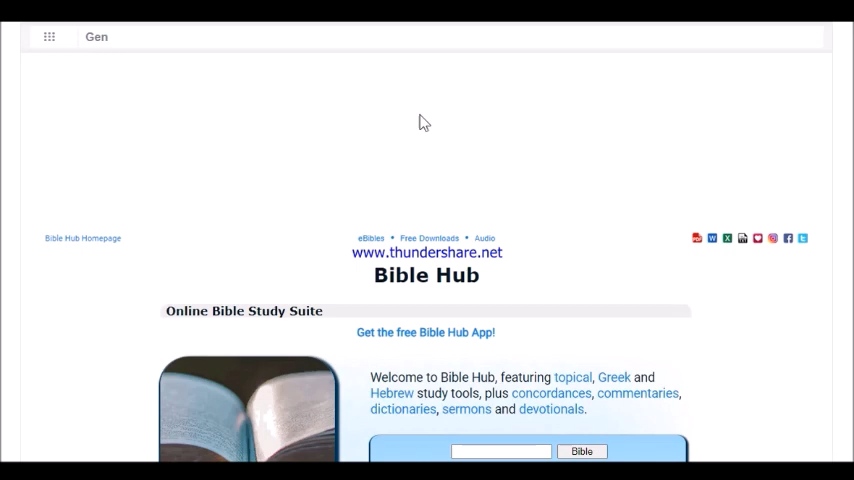 Gen
Bible Hub Homepage
eBibles • Free Downloads • Audio
www.thundershare.net
Bible Hub
Online Bible Study Suite
Get the free Bible Hub App!
Welcome to Bible Hub, featuring topical, Greek and
Hebrew study tools, plus concordances, commentaries,
dictionaries, sermons and devotionals.
Bible